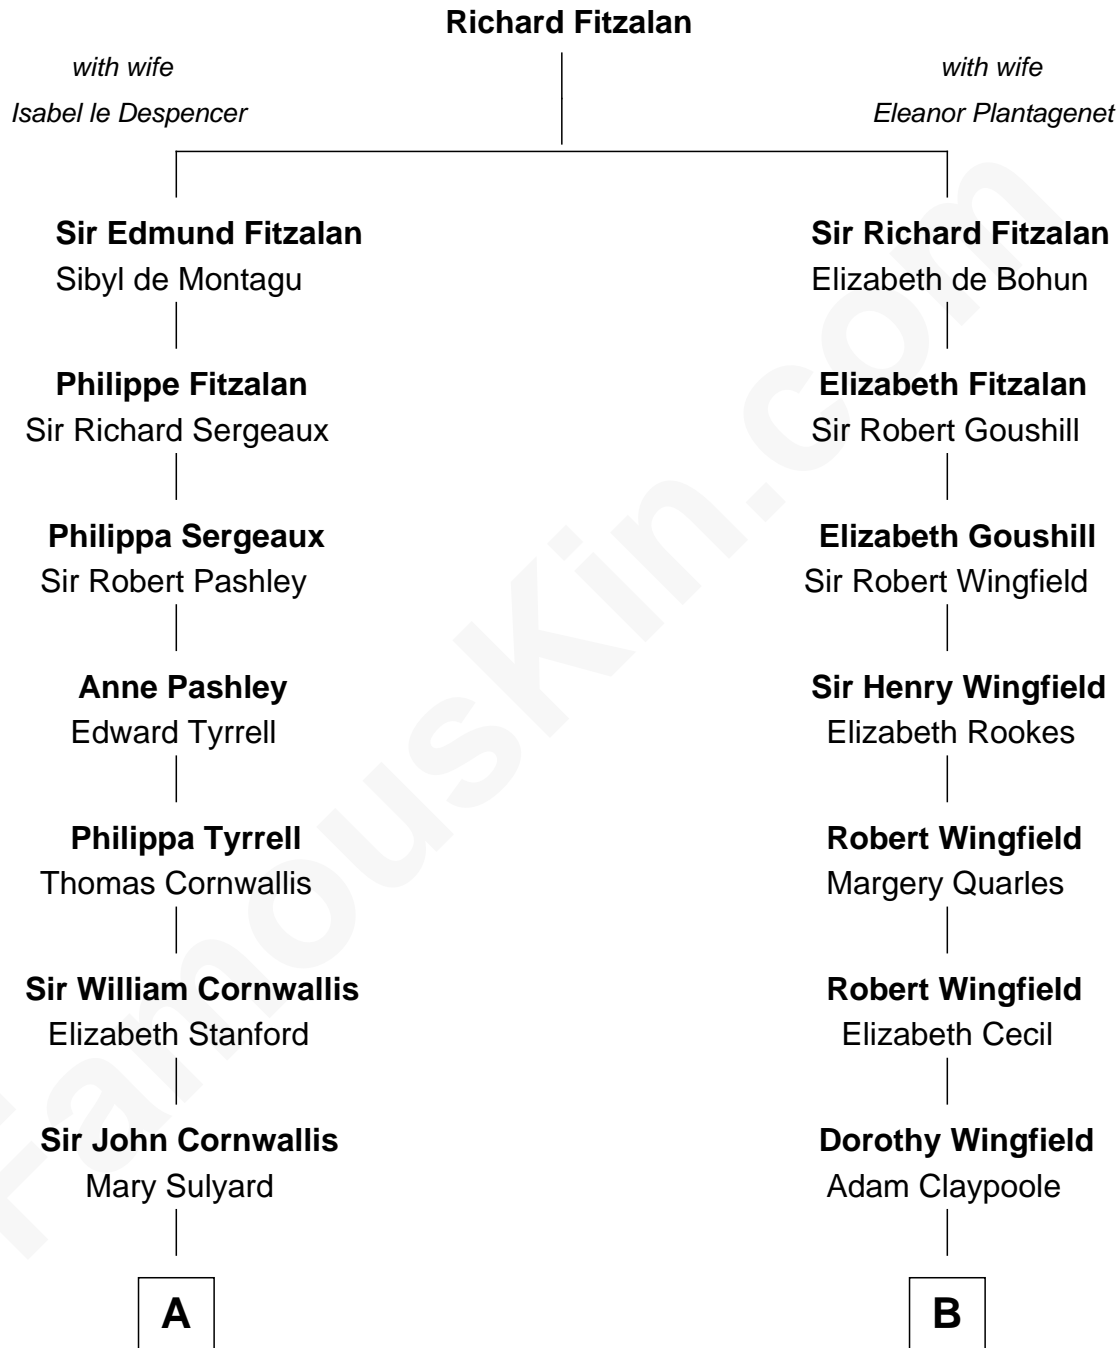 Richard Fitzalan
with wife
Isabel le Despencer
with wife
Eleanor Plantagenet
Sir Edmund Fitzalan
Sibyl de Montagu
Sir Richard Fitzalan
Elizabeth de Bohun
Philippe Fitzalan
Sir Richard Sergeaux
Elizabeth Fitzalan
Sir Robert Goushill
Philippa Sergeaux
Sir Robert Pashley
Elizabeth Goushill
Sir Robert Wingfield
Anne Pashley
Edward Tyrrell
Sir Henry Wingfield
Elizabeth Rookes
Philippa Tyrrell
Thomas Cornwallis
Robert Wingfield
Margery Quarles
Sir William Cornwallis
Elizabeth Stanford
Robert Wingfield
Elizabeth Cecil
Sir John Cornwallis
Mary Sulyard
Dorothy Wingfield
Adam Claypoole
A
B
FamousKin.com